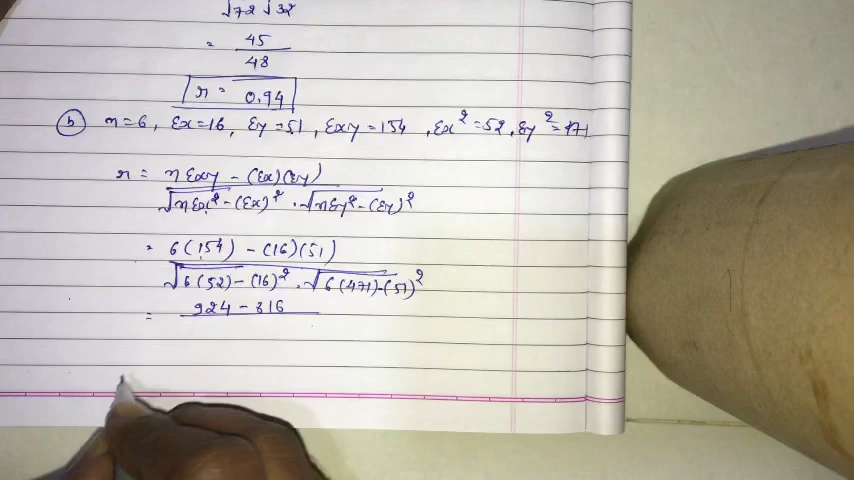 √72 √32
= 45 / 48
r = 0.94
(b) n=6, Σx=16, Σy=51, Σxy=154, Σx²=52, Σy²=471
r = nΣxy - (Σx)(Σy)
√nΣx² - (Σx)² · √nΣy² - (Σy)²
= 6(154) - (16)(51)
√6(52) - (16)² · √6(471) - (51)²
= 924 - 816